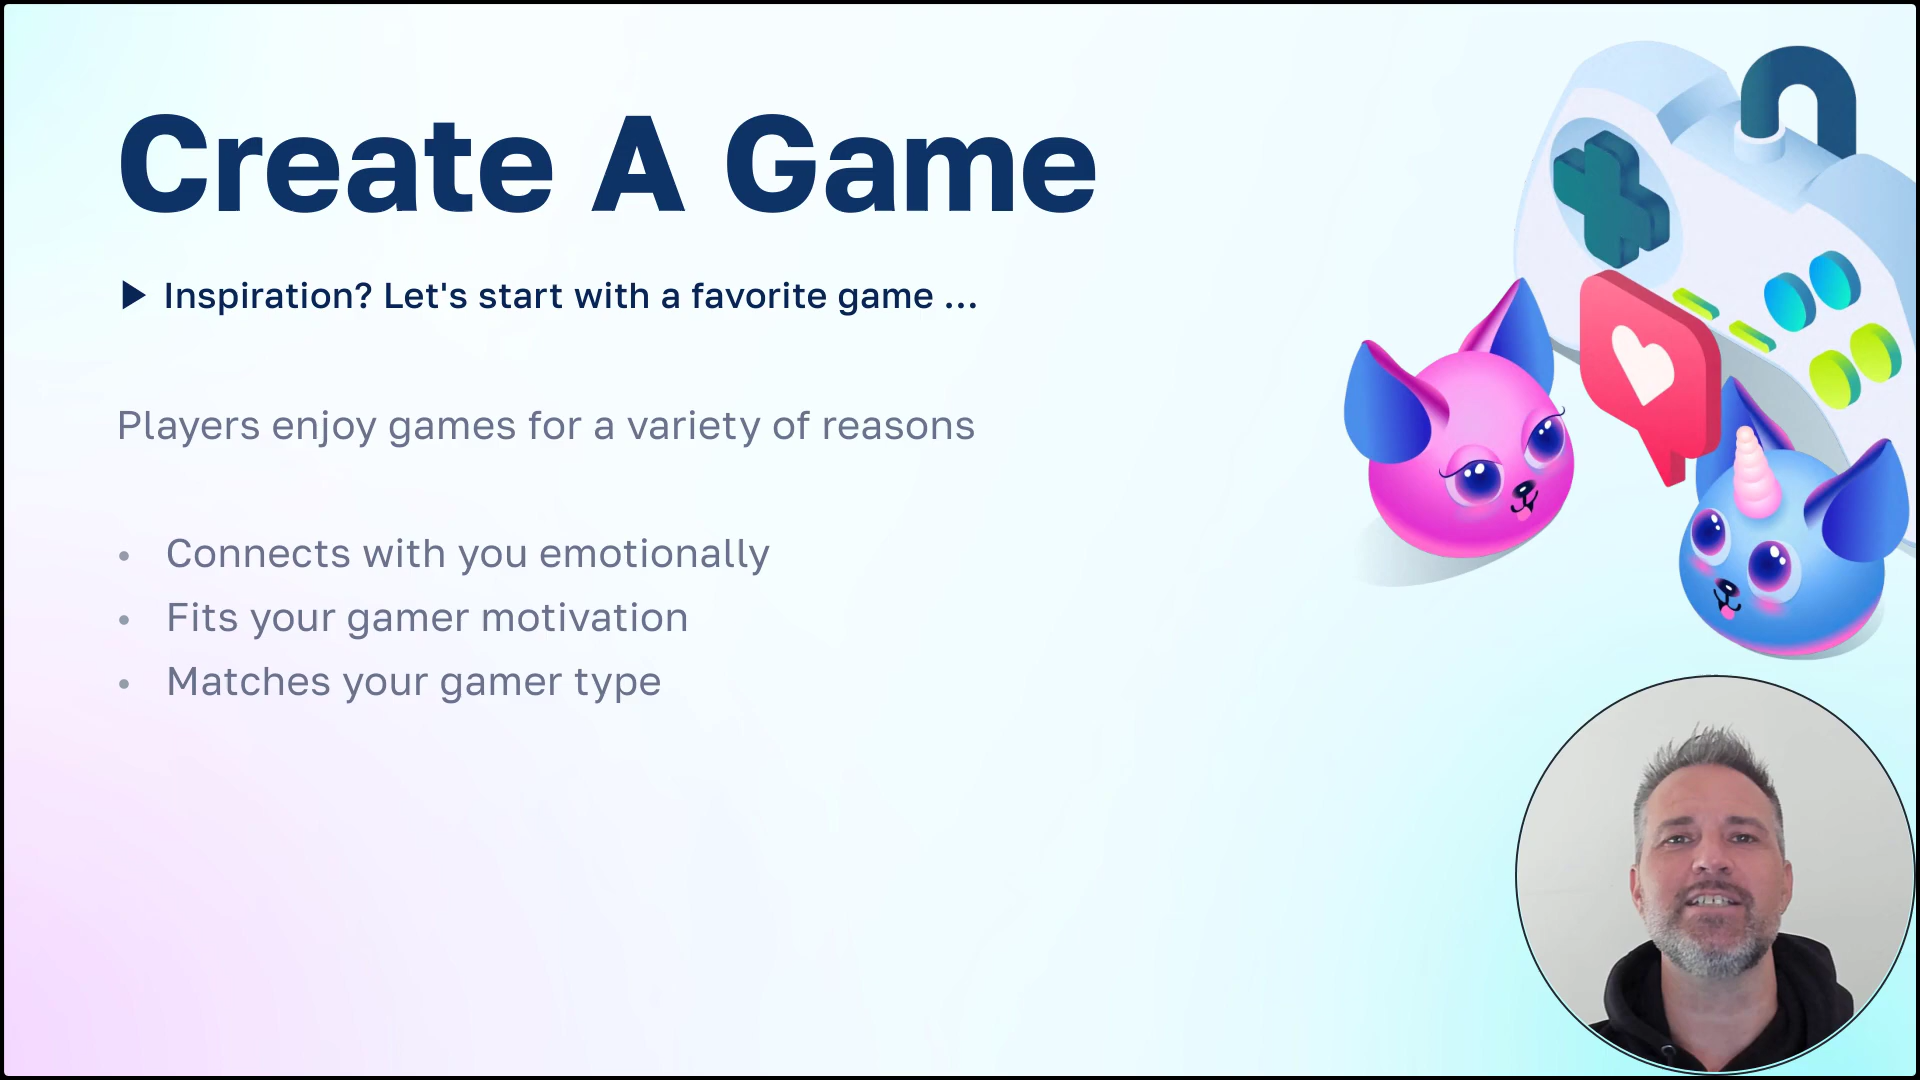 Create A Game
▶ Inspiration? Let's start with a favorite game ...
Players enjoy games for a variety of reasons
• Connects with you emotionally
• Fits your gamer motivation
• Matches your gamer type